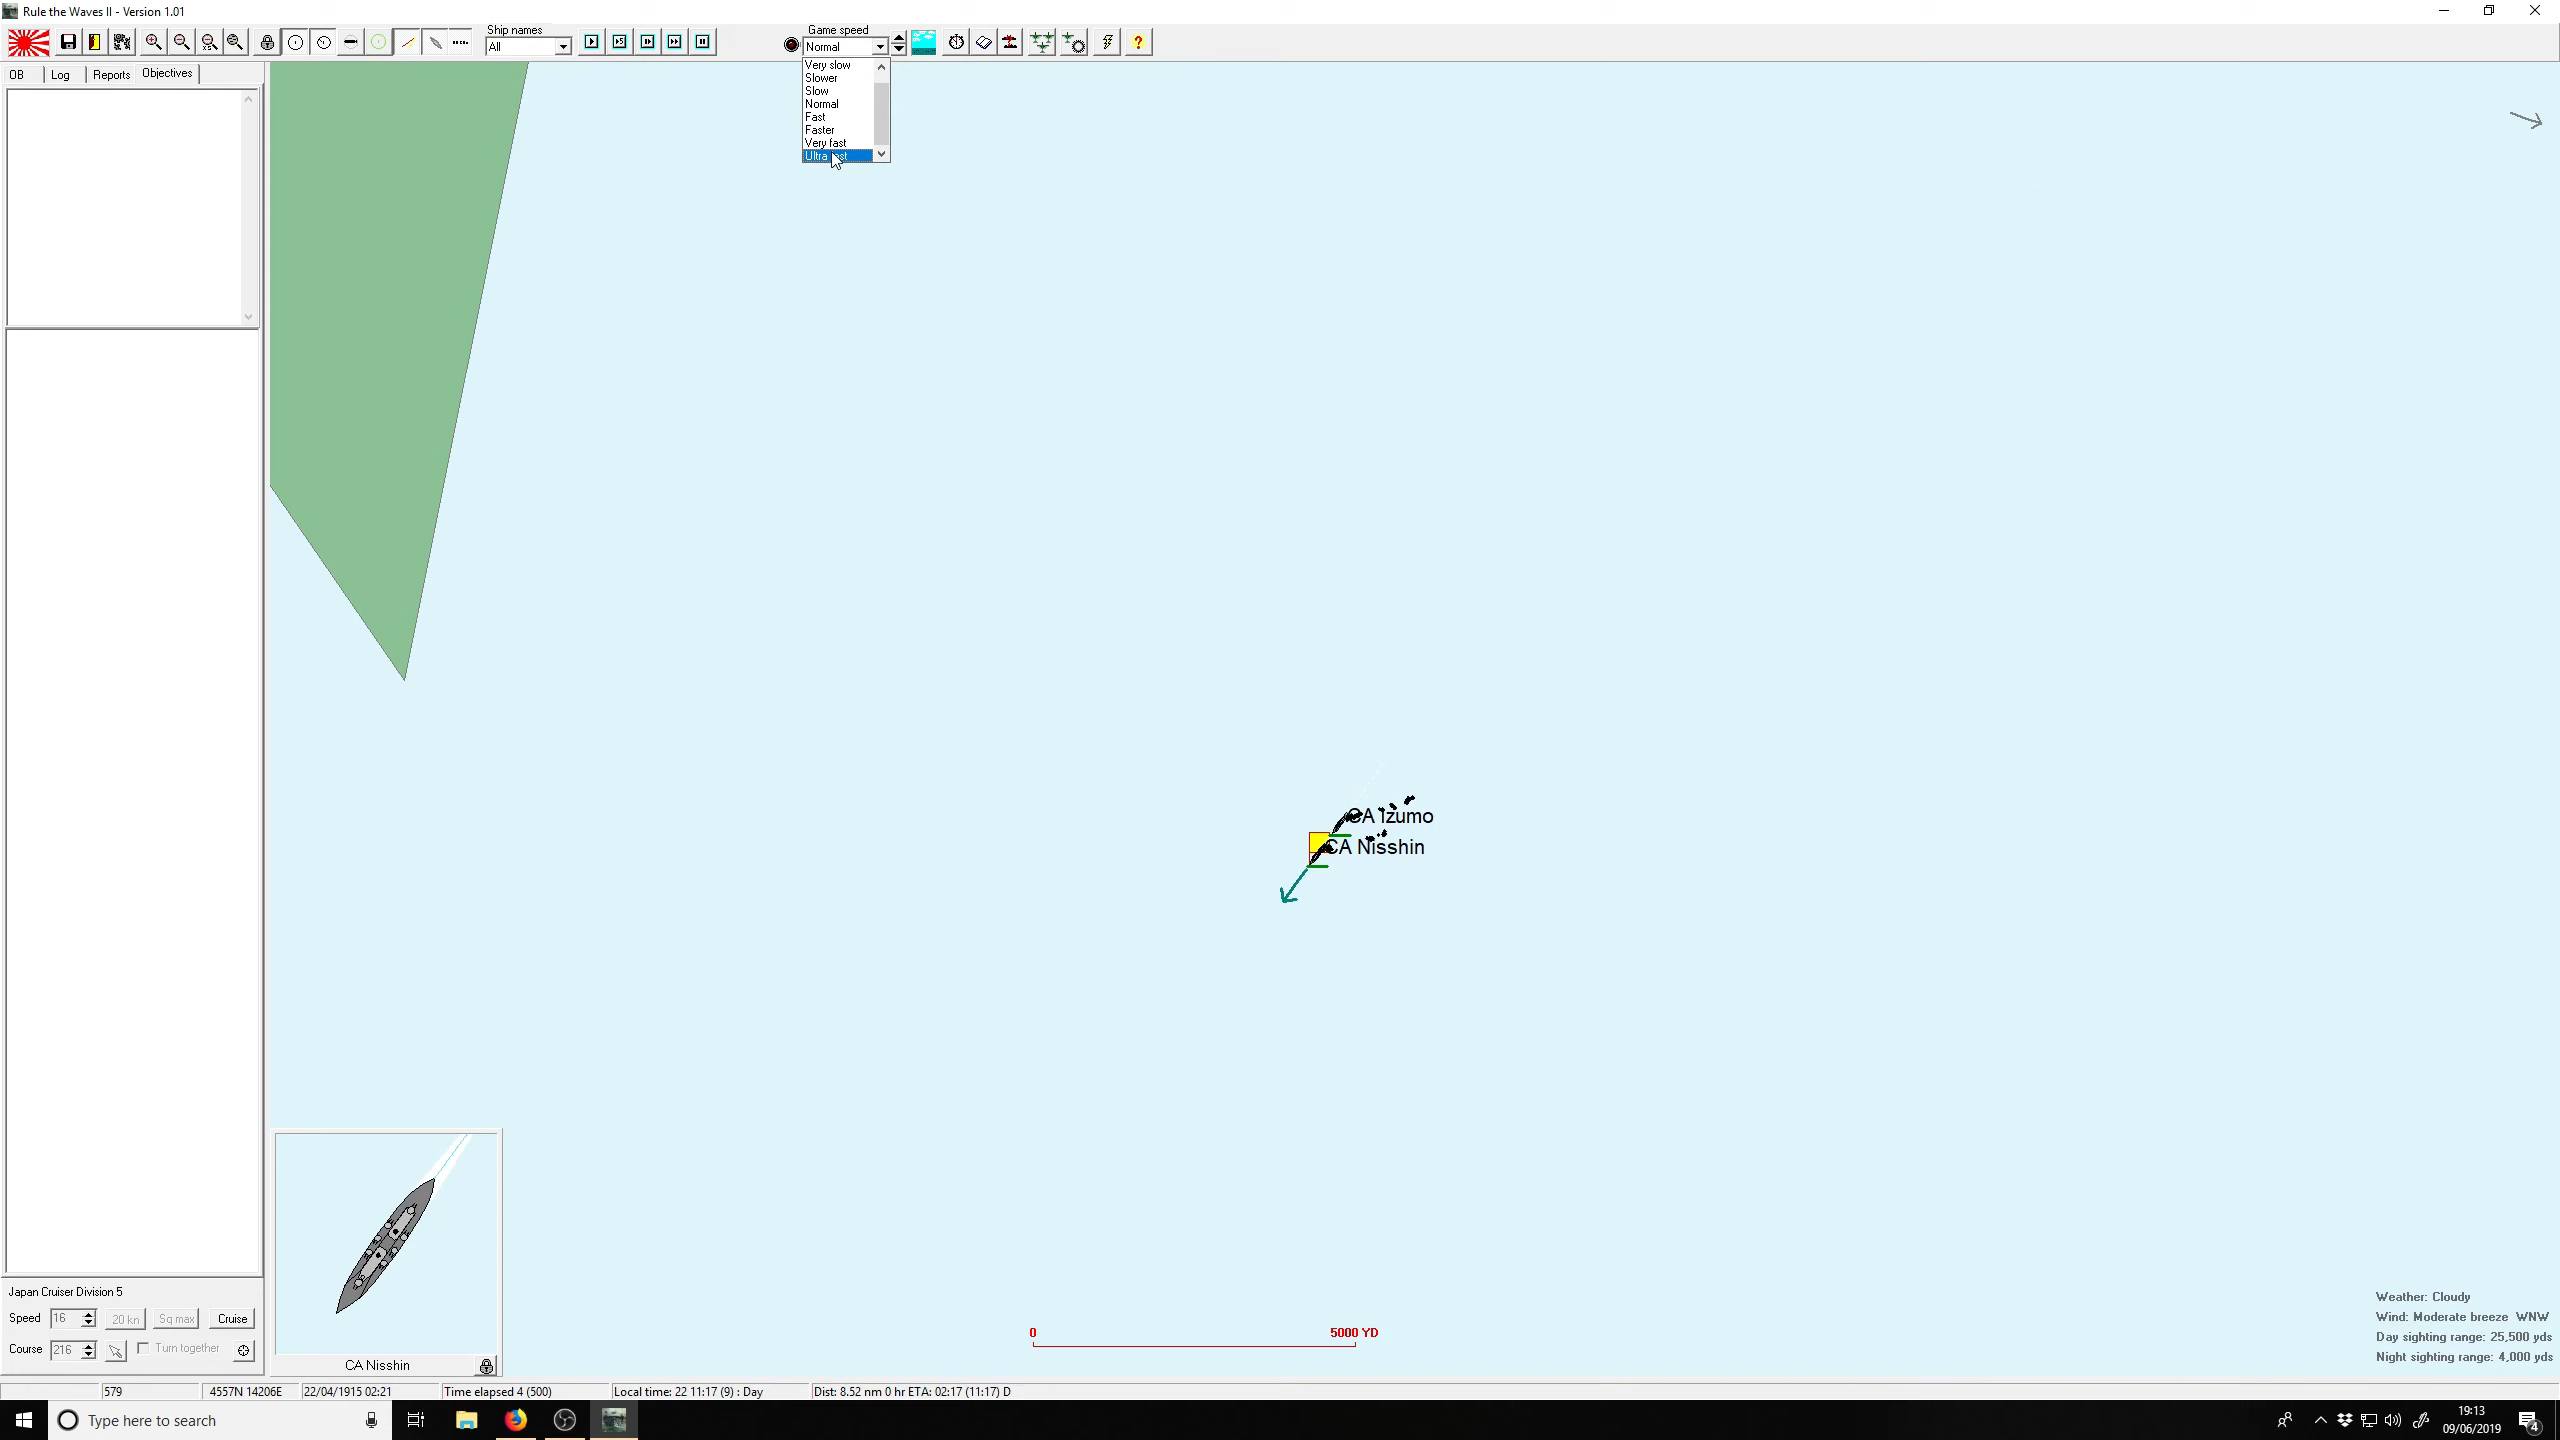 Rule the Waves II - Version 1.01
Ship names
All
Game speed
Normal
Very slow
Slower
Slow
Normal
Fast
Faster
Very fast
Ultra fast
OB
Log
Reports
Objectives
CA Izumo
CA Nisshin
Japan Cruiser Division 5
Speed 16 20 kn Sq max Cruise
Course 216 Turn together
CA Nisshin
0 5000 YD
Weather: Cloudy
Wind: Moderate breeze WNW
Day sighting range: 25,500 yds
Night sighting range: 4,000 yds
579 4557N 14206E 22/04/1915 02:21 Time elapsed 4 (500) Local time: 22 11:17 (9) : Day Dist: 8.52 nm 0 hr ETA: 02:17 (11:17) D
Type here to search
19:13
09/06/2019
4